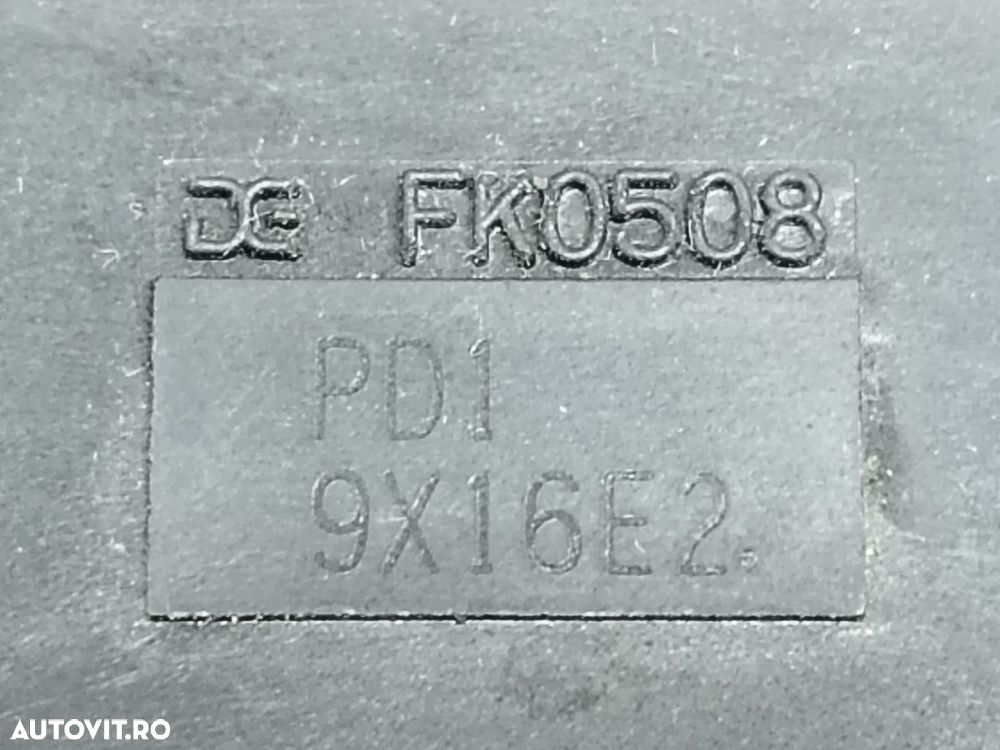 DE FK0508
PD1
9X16E2.
AUTOVIT.RO